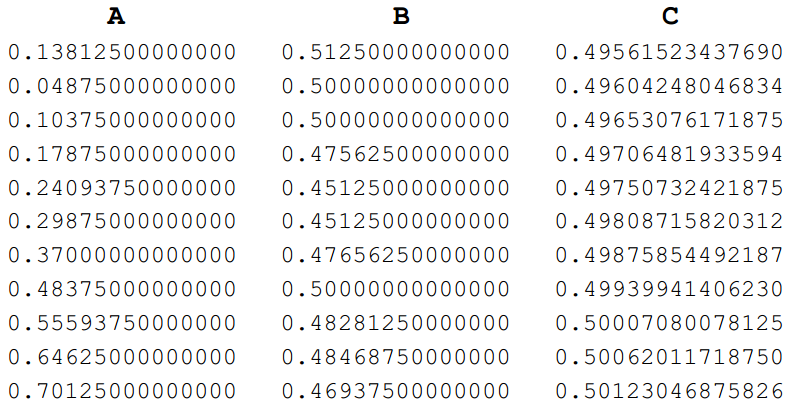 A B C
0.13812500000000 0.51250000000000 0.49561523437690
0.04875000000000 0.50000000000000 0.49604248046834
0.10375000000000 0.50000000000000 0.49653076171875
0.17875000000000 0.47562500000000 0.49706481933594
0.24093750000000 0.45125000000000 0.49750732421875
0.29875000000000 0.45125000000000 0.49808715820312
0.37000000000000 0.47656250000000 0.49875854492187
0.48375000000000 0.50000000000000 0.49939941406230
0.55593750000000 0.48281250000000 0.50007080078125
0.64625000000000 0.48468750000000 0.50062011718750
0.70125000000000 0.46937500000000 0.50123046875826